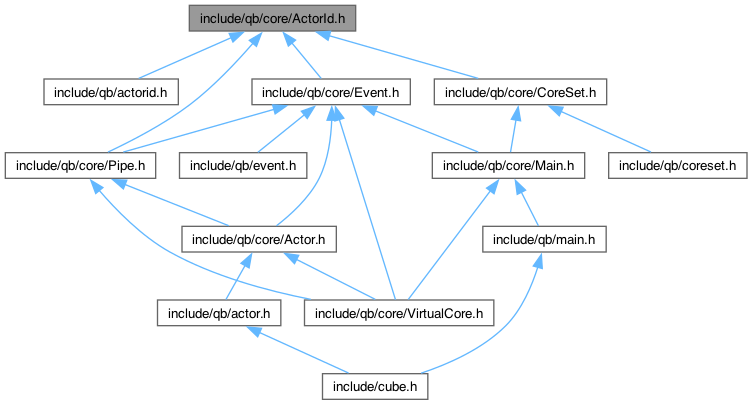 include/qb/core/ActorId.h
include/qb/actorid.h
include/qb/core/Event.h
include/qb/core/CoreSet.h
include/qb/core/Pipe.h
include/qb/event.h
include/qb/core/Main.h
include/qb/coreset.h
include/qb/core/Actor.h
include/qb/main.h
include/qb/actor.h
include/qb/core/VirtualCore.h
include/cube.h